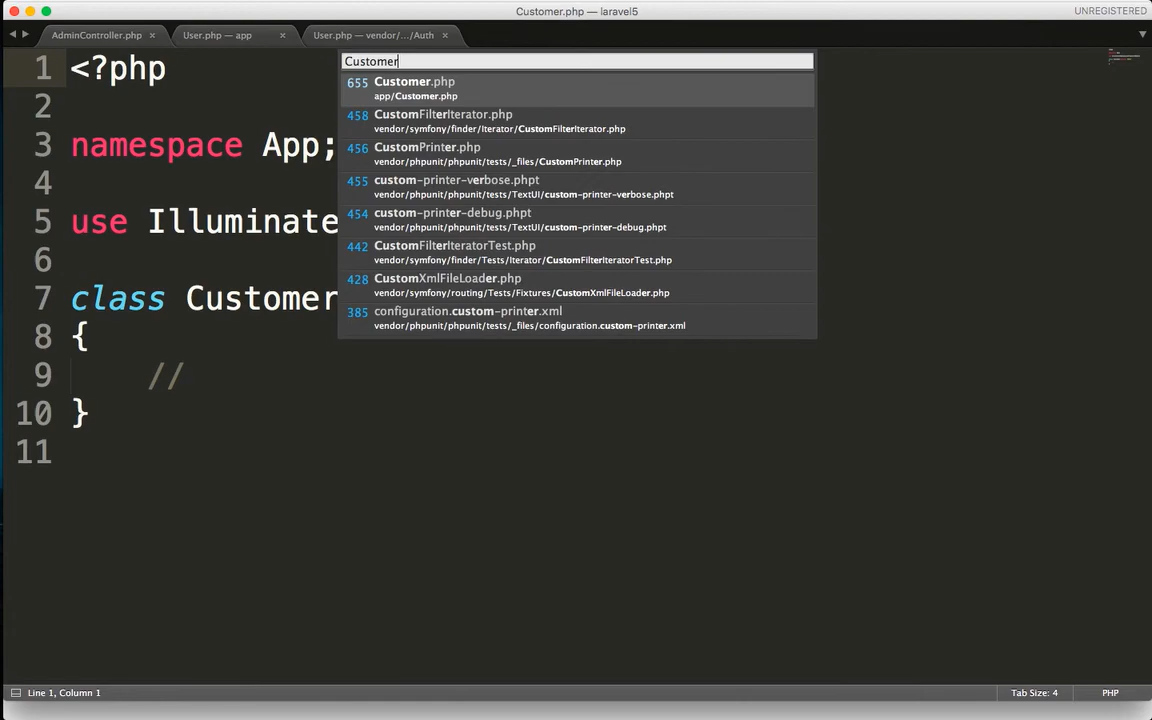 Customer.php — laravel5
UNREGISTERED
AdminController.php ×
User.php — app ×
User.php — vendor/.../Auth ×
Customer
655 Customer.php
app/Customer.php
458 CustomFilterIterator.php
vendor/symfony/finder/Iterator/CustomFilterIterator.php
456 CustomPrinter.php
vendor/phpunit/phpunit/tests/_files/CustomPrinter.php
455 custom-printer-verbose.phpt
vendor/phpunit/phpunit/tests/TextUI/custom-printer-verbose.phpt
454 custom-printer-debug.phpt
vendor/phpunit/phpunit/tests/TextUI/custom-printer-debug.phpt
442 CustomFilterIteratorTest.php
vendor/symfony/finder/Tests/Iterator/CustomFilterIteratorTest.php
428 CustomXmlFileLoader.php
vendor/symfony/routing/Tests/Fixtures/CustomXmlFileLoader.php
385 configuration.custom-printer.xml
vendor/phpunit/phpunit/tests/_files/configuration.custom-printer.xml
1 <?php
2
3 namespace App;
4
5 use Illuminate
6
7 class Customer
8 {
9 //
10 }
11
Line 1, Column 1
Tab Size: 4
PHP